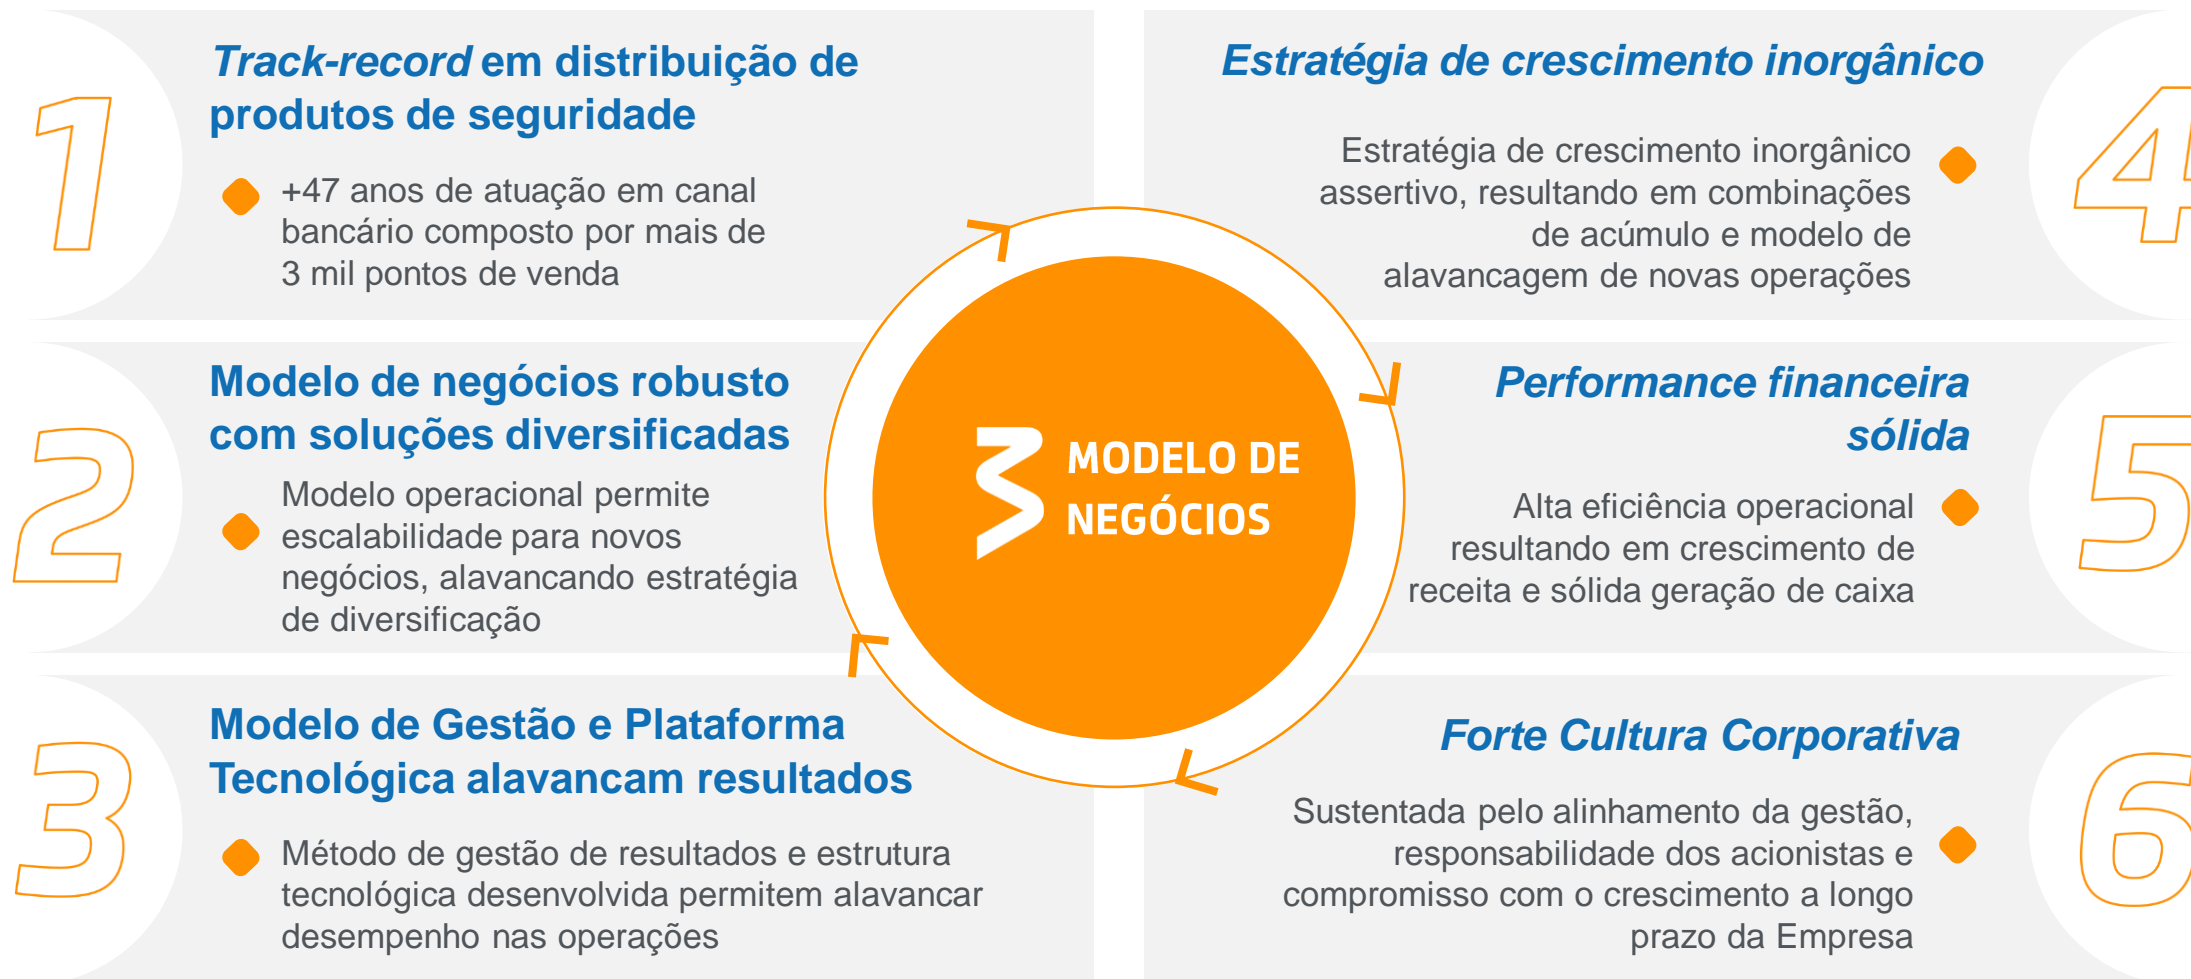 1
Track-record em distribuição de
produtos de seguridade
+47 anos de atuação em canal
bancário composto por mais de
3 mil pontos de venda
2
Modelo de negócios robusto
com soluções diversificadas
Modelo operacional permite
escalabilidade para novos
negócios, alavancando estratégia
de diversificação
3
Modelo de Gestão e Plataforma
Tecnológica alavancam resultados
Método de gestão de resultados e estrutura
tecnológica desenvolvida permitem alavancar
desempenho nas operações
MODELO DE
NEGÓCIOS
4
Estratégia de crescimento inorgânico
Estratégia de crescimento inorgânico
assertivo, resultando em combinações
de acúmulo e modelo de
alavancagem de novas operações
5
Performance financeira
sólida
Alta eficiência operacional
resultando em crescimento de
receita e sólida geração de caixa
6
Forte Cultura Corporativa
Sustentada pelo alinhamento da gestão,
responsabilidade dos acionistas e
compromisso com o crescimento a longo
prazo da Empresa